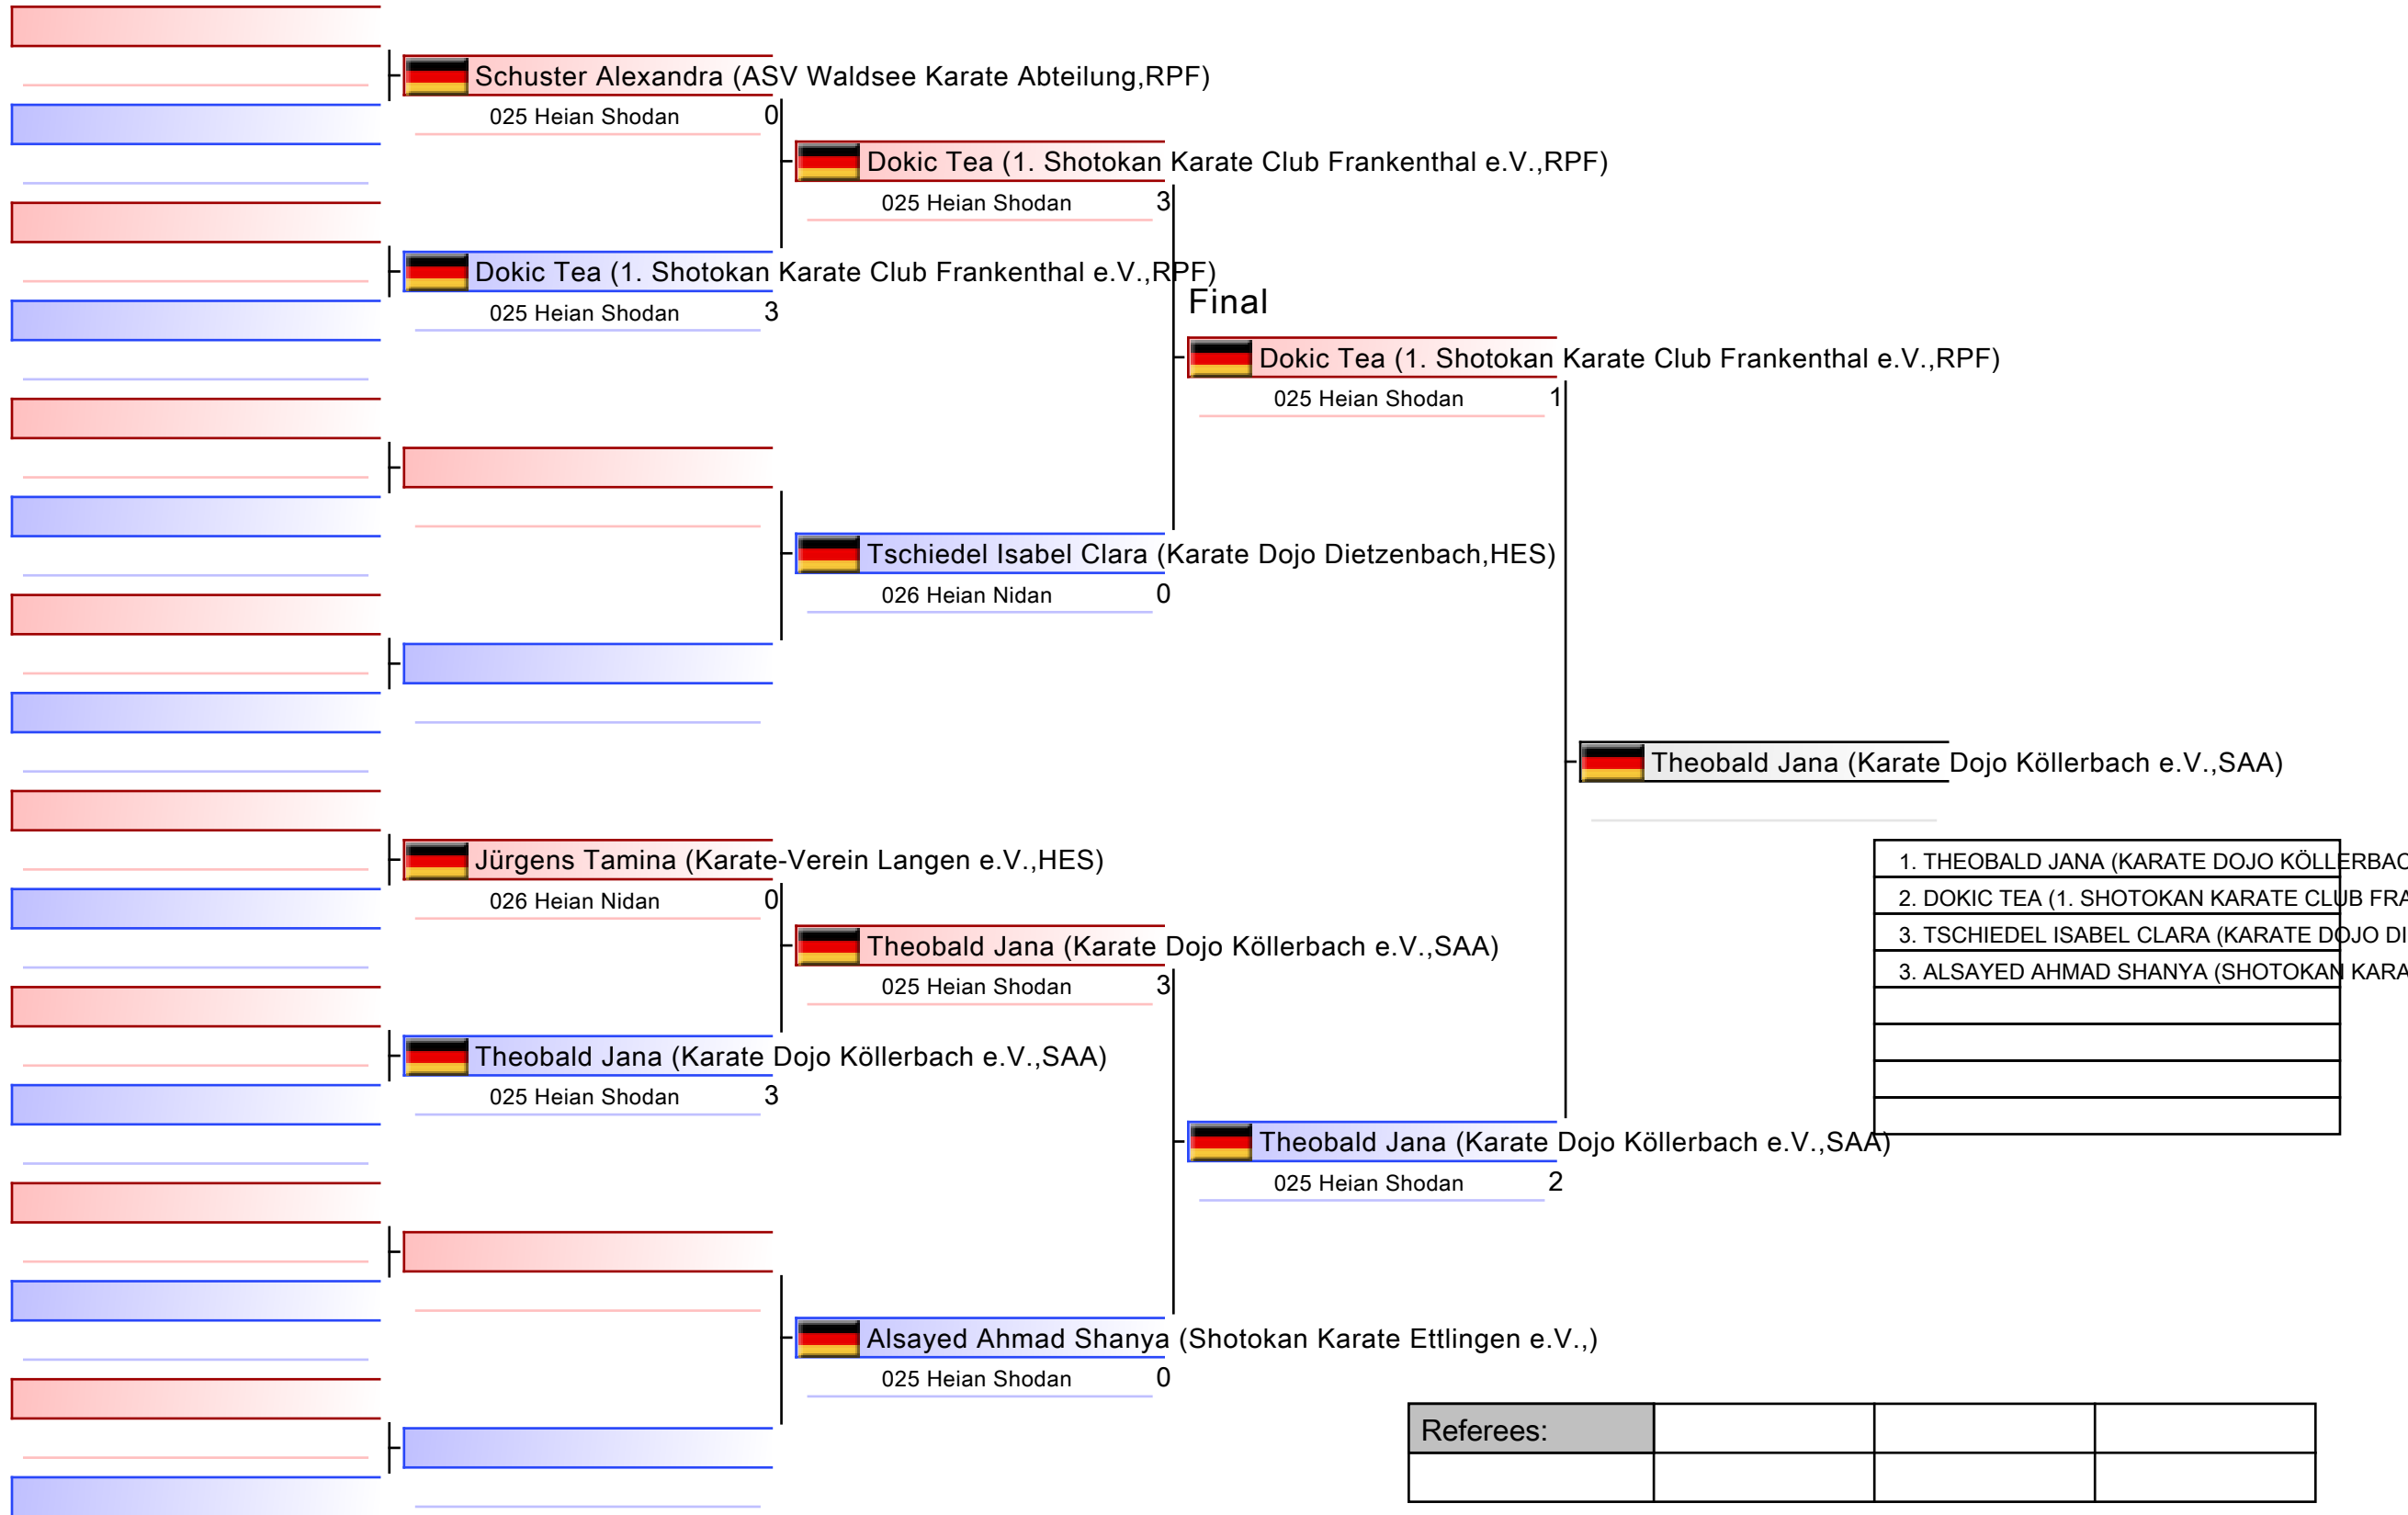 Schuster Alexandra (ASV Waldsee Karate Abteilung,RPF)
025 Heian Shodan 0
Dokic Tea (1. Shotokan Karate Club Frankenthal e.V.,RPF)
025 Heian Shodan 3
Dokic Tea (1. Shotokan Karate Club Frankenthal e.V.,RPF)
025 Heian Shodan 3
Final
Dokic Tea (1. Shotokan Karate Club Frankenthal e.V.,RPF)
025 Heian Shodan 1
Tschiedel Isabel Clara (Karate Dojo Dietzenbach,HES)
026 Heian Nidan 0
Theobald Jana (Karate Dojo Köllerbach e.V.,SAA)
Jürgens Tamina (Karate-Verein Langen e.V.,HES)
026 Heian Nidan 0
1. THEOBALD JANA (KARATE DOJO KÖLLERBAC
2. DOKIC TEA (1. SHOTOKAN KARATE CLUB FRA
3. TSCHIEDEL ISABEL CLARA (KARATE DOJO DI
3. ALSAYED AHMAD SHANYA (SHOTOKAN KARA
Theobald Jana (Karate Dojo Köllerbach e.V.,SAA)
025 Heian Shodan 3
Theobald Jana (Karate Dojo Köllerbach e.V.,SAA)
025 Heian Shodan 3
Theobald Jana (Karate Dojo Köllerbach e.V.,SAA)
025 Heian Shodan 2
Alsayed Ahmad Shanya (Shotokan Karate Ettlingen e.V.,)
025 Heian Shodan 0
Referees: